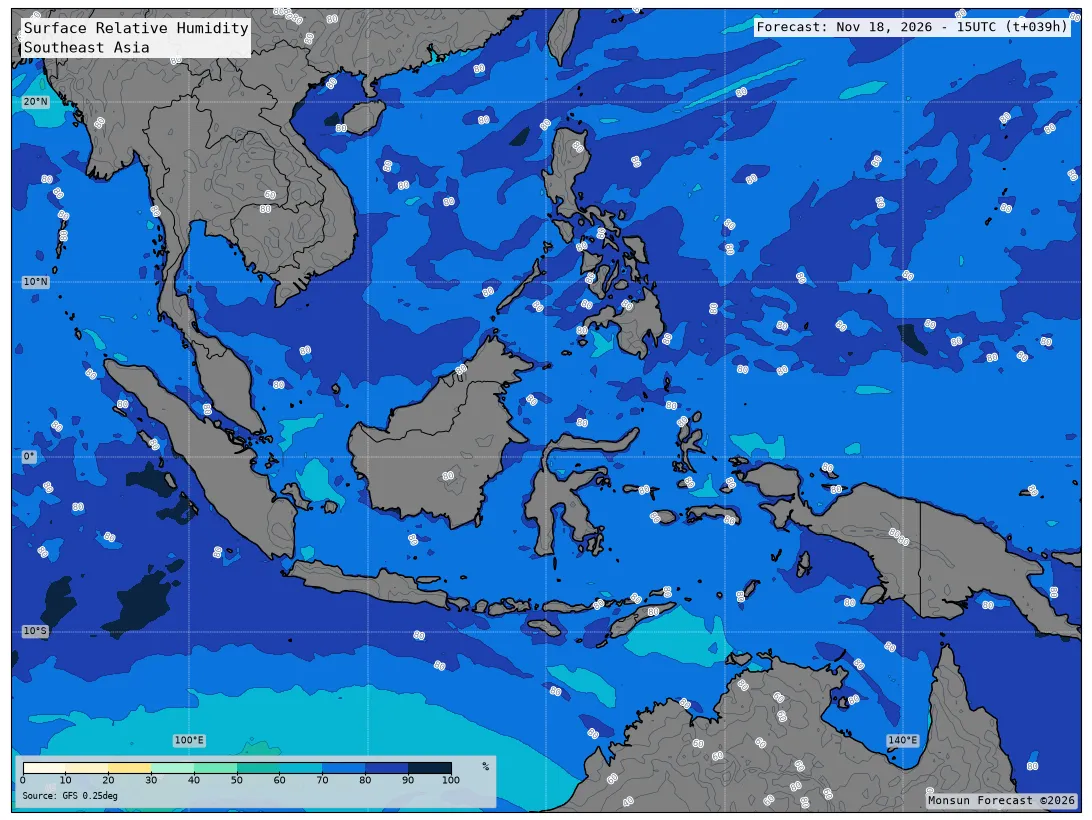 Surface Relative Humidity
Southeast Asia
Forecast: Nov 18, 2026 - 15UTC (t+039h)
20°N
10°N
0°
10°S
100°E
140°E
0 10 20 30 40 50 60 70 80 90 100
%
Source: GFS 0.25deg
Monsun Forecast ©2026